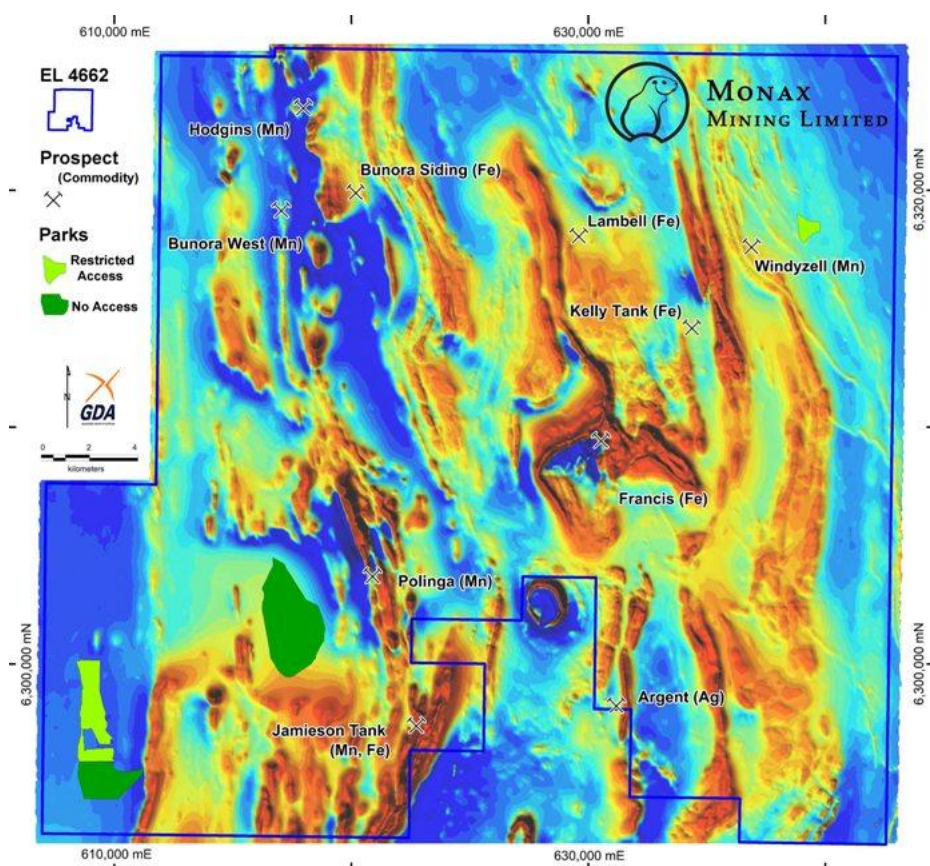 610,000 mE
630,000 mE
EL 4662
MONAX
MINING LIMITED
Hodgins (Mn)
Prospect
(Commodity)
Bunora Siding (Fe)
6,320,000 mN
Lambell (Fe)
Parks
Bunora West (Mn)
Restricted
Access
Windyzell (Mn)
No Access
Kelly Tank (Fe)
N
GDA
0 2 4
kilometers
Francis (Fe)
Polinga (Mn)
6,300,000 mN
6,300,000 mN
Argent (Ag)
Jamieson Tank
(Mn, Fe)
610,000 mE
630,000 mE